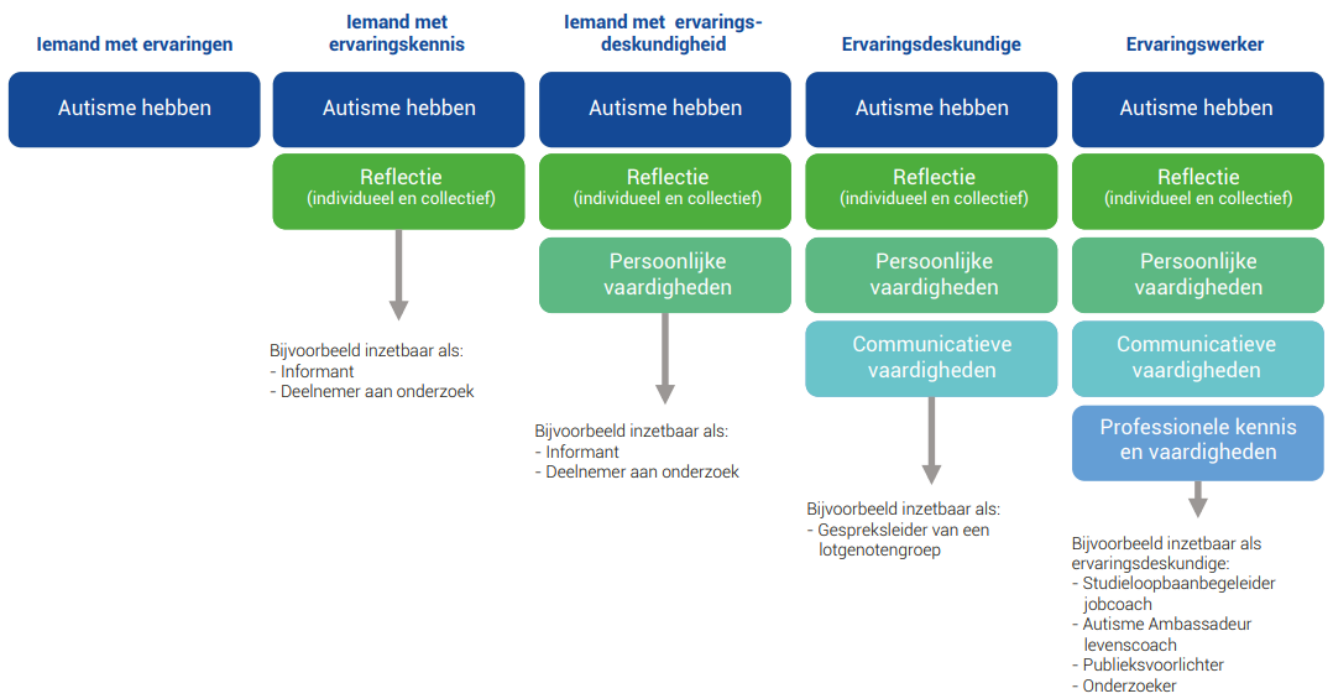 Iemand met ervaringen
Iemand met
ervaringskennis
Iemand met ervarings-
deskundigheid
Ervaringsdeskundige
Ervaringswerker
Autisme hebben
Autisme hebben
Autisme hebben
Autisme hebben
Autisme hebben
Reflectie
(individueel en collectief)
Reflectie
(individueel en collectief)
Reflectie
(individueel en collectief)
Reflectie
(individueel en collectief)
Persoonlijke
vaardigheden
Persoonlijke
vaardigheden
Persoonlijke
vaardigheden
Communicatieve
vaardigheden
Communicatieve
vaardigheden
Professionele kennis
en vaardigheden
Bijvoorbeeld inzetbaar als:
- Informant
- Deelnemer aan onderzoek
Bijvoorbeeld inzetbaar als:
- Informant
- Deelnemer aan onderzoek
Bijvoorbeeld inzetbaar als:
- Gespreksleider van een
lotgenotengroep
Bijvoorbeeld inzetbaar als
ervaringsdeskundige:
- Studieloopbaanbegeleider
jobcoach
- Autisme Ambassadeur
levenscoach
- Publieksvoorlichter
- Onderzoeker